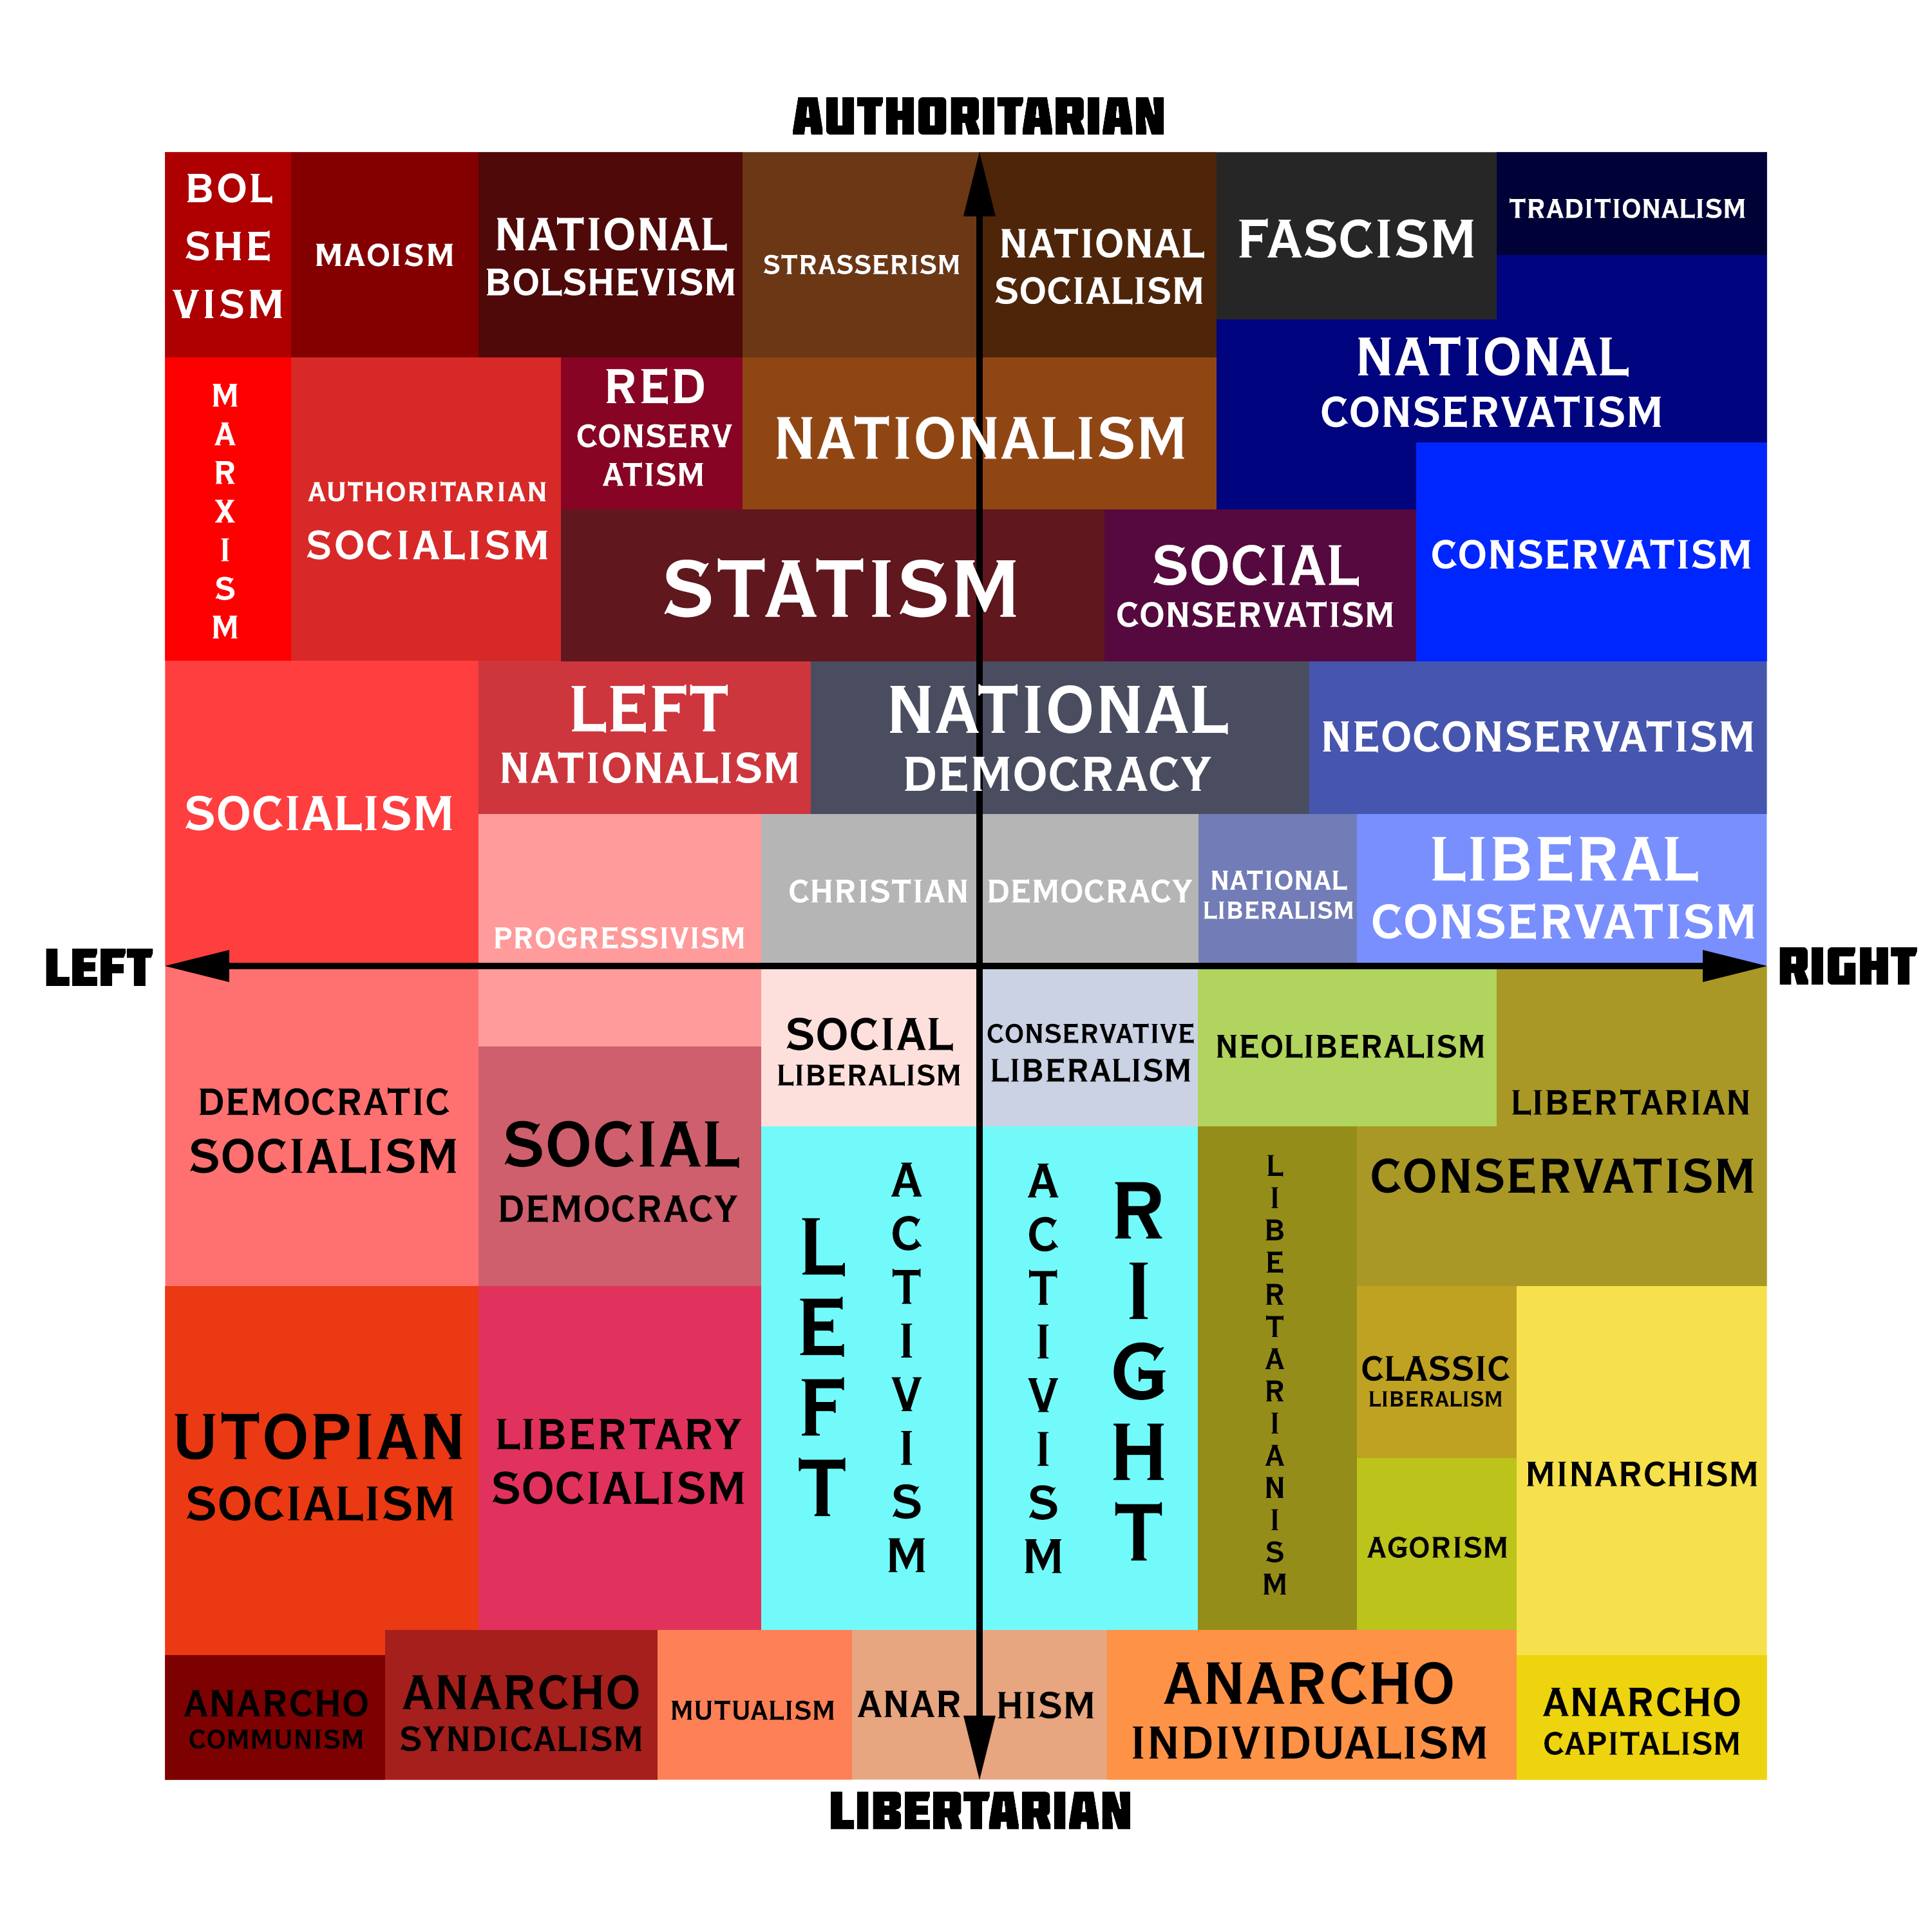 AUTHORITARIAN
BOL
SHE
VISM
MAOISM
NATIONAL
BOLSHEVISM
STRASSERISM
NATIONAL
SOCIALISM
FASCISM
TRADITIONALISM
MARXISM
AUTHORITARIAN
SOCIALISM
RED
CONSERV
ATISM
NATIONALISM
NATIONAL
CONSERVATISM
STATISM
SOCIAL
CONSERVATISM
CONSERVATISM
SOCIALISM
LEFT
NATIONALISM
NATIONAL
DEMOCRACY
NEOCONSERVATISM
PROGRESSIVISM
CHRISTIAN DEMOCRACY
NATIONAL
LIBERALISM
LIBERAL
CONSERVATISM
LEFT
RIGHT
DEMOCRATIC
SOCIALISM
SOCIAL
DEMOCRACY
SOCIAL
LIBERALISM
CONSERVATIVE
LIBERALISM
NEOLIBERALISM
LIBERTARIAN
CONSERVATISM
LEFT
ACTIVISM
ACTIVISM
RIGHT
LIBERTARIANISM
CLASSIC
LIBERALISM
UTOPIAN
SOCIALISM
LIBERTARY
SOCIALISM
AGORISM
MINARCHISM
ANARCHO
COMMUNISM
ANARCHO
SYNDICALISM
MUTUALISM
ANAR HISM
ANARCHO
INDIVIDUALISM
ANARCHO
CAPITALISM
LIBERTARIAN